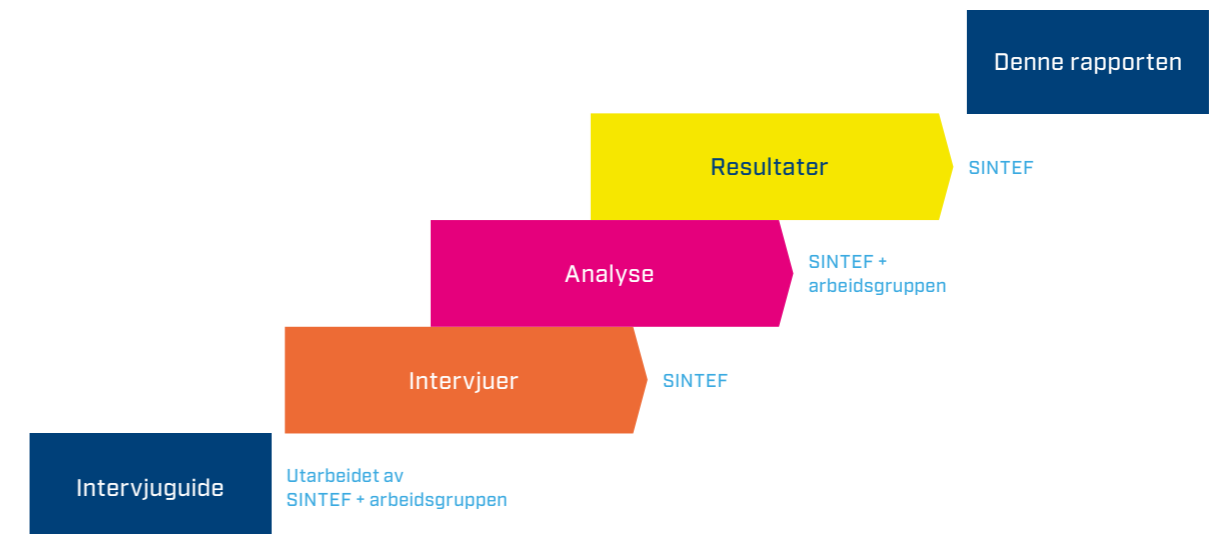 Denne rapporten
Resultater
SINTEF
Analyse
SINTEF +
arbeidsgruppen
Intervjuer
SINTEF
Intervjuguide
Utarbeidet av
SINTEF + arbeidsgruppen